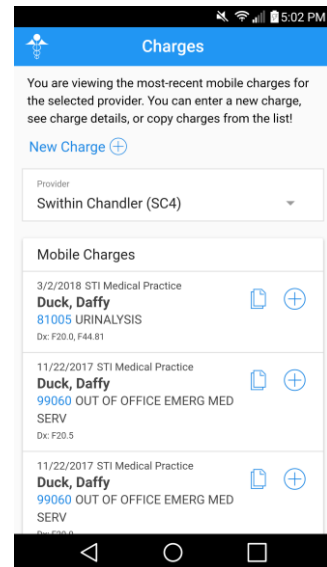 5:02 PM
Charges
You are viewing the most-recent mobile charges for
the selected provider. You can enter a new charge,
see charge details, or copy charges from the list!
New Charge
Provider
Swithin Chandler (SC4)
Mobile Charges
3/2/2018 STI Medical Practice
Duck, Daffy
81005 URINALYSIS
Dx: F20.0, F44.81
11/22/2017 STI Medical Practice
Duck, Daffy
99060 OUT OF OFFICE EMERG MED
SERV
Dx: F20.5
11/22/2017 STI Medical Practice
Duck, Daffy
99060 OUT OF OFFICE EMERG MED
SERV